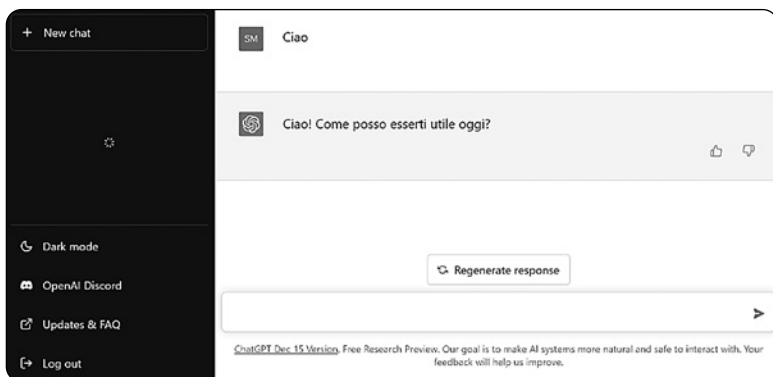 New chat
Dark mode
OpenAI Discord
Updates & FAQ
Log out
SM
Ciao
Ciao! Come posso esserti utile oggi?
Regenerate response
ChatGPT Dec 15 Version. Free Research Preview. Our goal is to make AI systems more natural and safe to interact with. Your
feedback will help us improve.